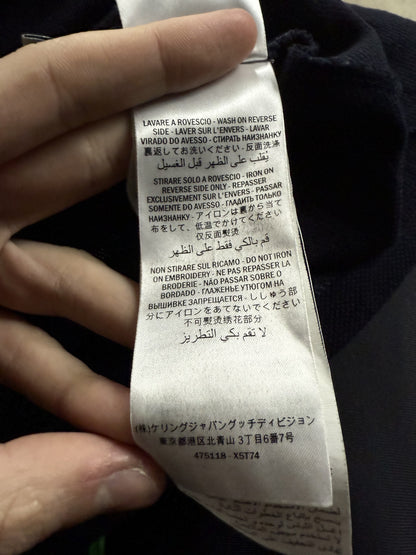 LAVARE A ROVESCIO - WASH ON REVERSE
SIDE - LAVER SUR L'ENVERS - LAVAR
VIRADO DO AVESSO - СТИРАТЬ НАИЗНАНКУ
裏返してお洗いください - 反面洗涤
يُقلب على الظهر قبل الغسيل
STIRARE SOLO A ROVESCIO - IRON ON
REVERSE SIDE ONLY - REPASSER
EXCLUSIVEMENT SUR L'ENVERS - PASSAR
SOMENTE DO AVESSO - ГЛАДИТЬ ТОЛЬКО
НАИЗНАНКУ - アイロンは裏から当て
布をして、低温でかけてください
仅反面熨烫
قم بالكي فقط على الظهر
NON STIRARE SUL RICAMO - DO NOT IRON
ON EMBROIDERY - NE PAS REPASSER LA
BRODERIE - NÃO PASSAR SOBRE O
BORDADO - ГЛАЖЕНЬЕ УТЮГОМ НА
ВЫШИВКЕ ЗАПРЕЩАЕТСЯ - ししゅう部
分にアイロンをあてないでください
不可熨烫绣花部分
لا تقم بكي التطريز
(株)ケリングジャパングッチディビジョン
東京都港区北青山3丁目6番7号
475118 - X5T74